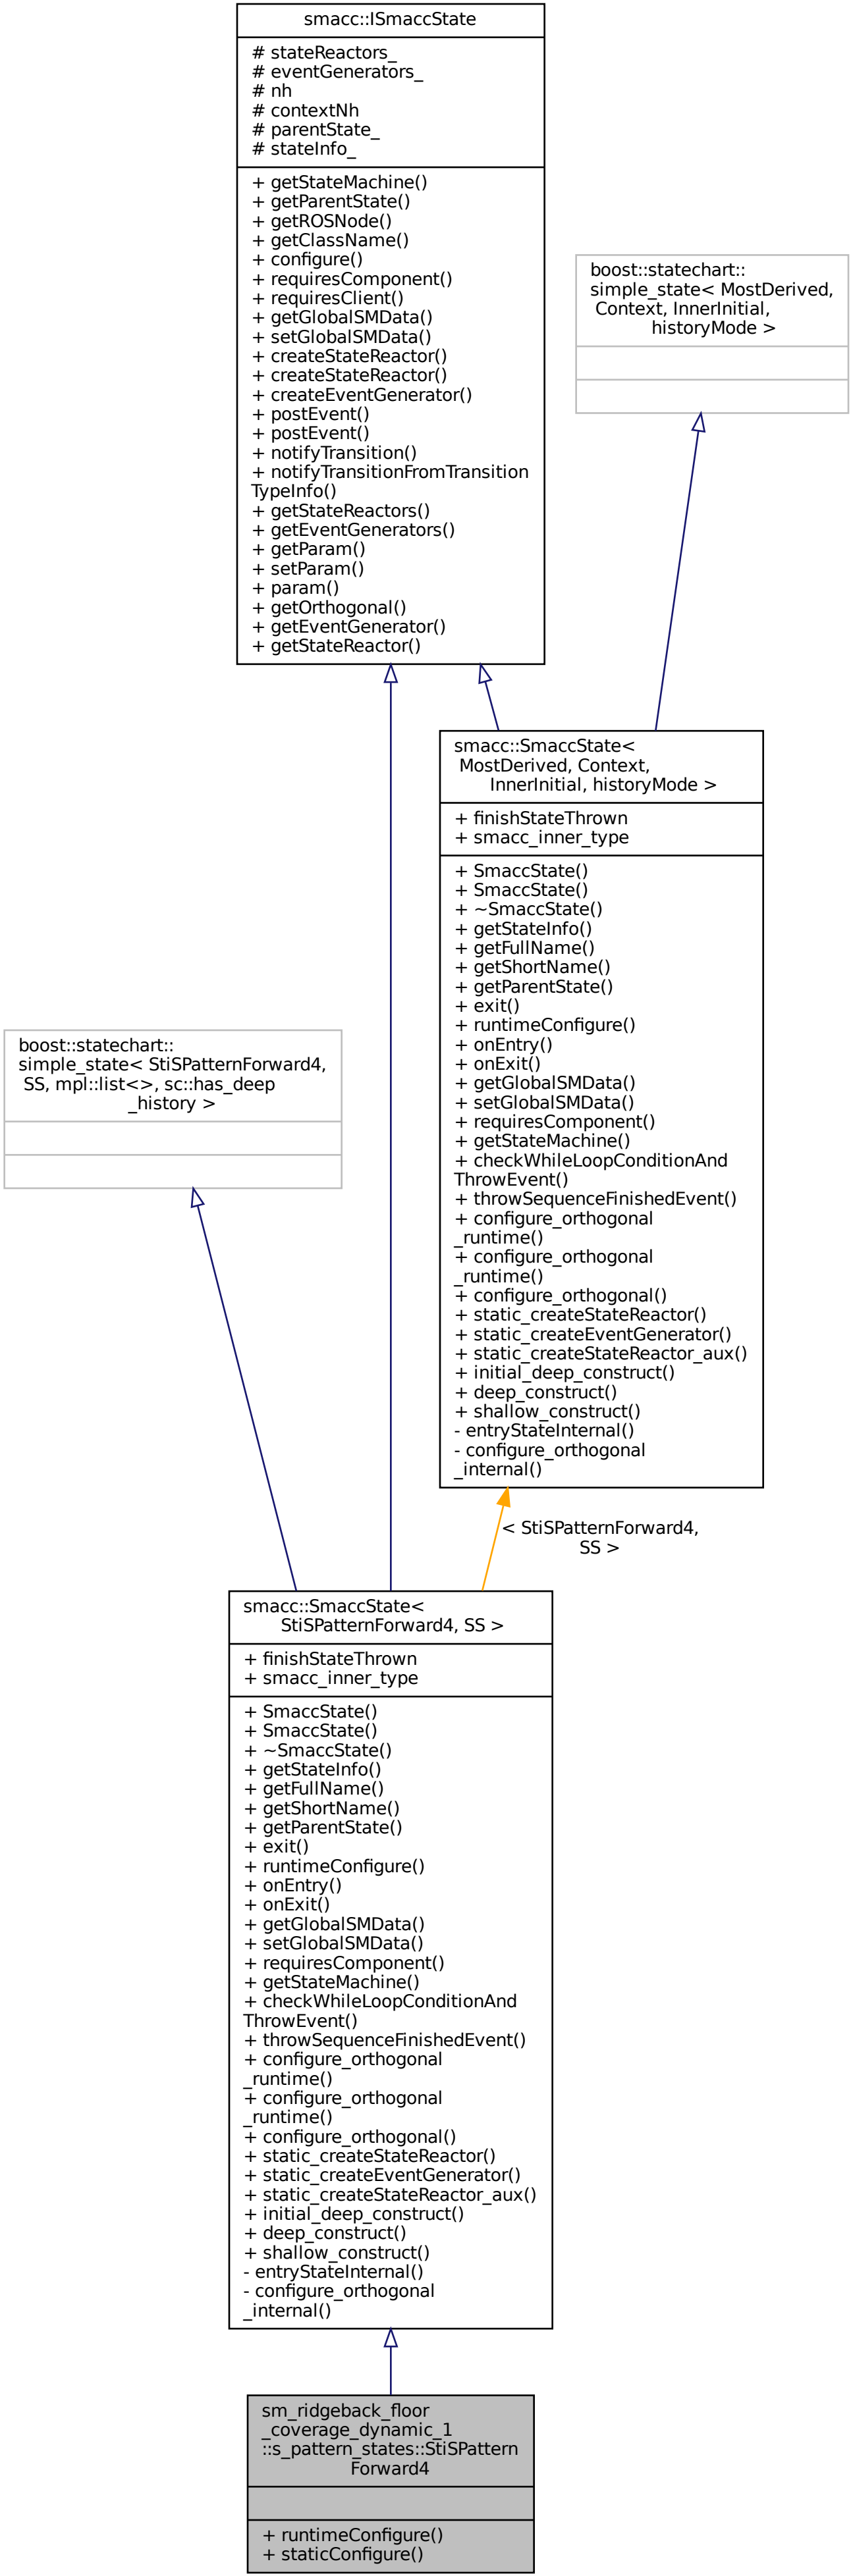 smacc::ISmaccState
# stateReactors_
# eventGenerators_
# nh
# contextNh
# parentState_
# stateInfo_
+ getStateMachine()
+ getParentState()
+ getROSNode()
+ getClassName()
+ configure()
+ requiresComponent()
+ requiresClient()
+ getGlobalSMData()
+ setGlobalSMData()
+ createStateReactor()
+ createStateReactor()
+ createEventGenerator()
+ postEvent()
+ postEvent()
+ notifyTransition()
+ notifyTransitionFromTransition
TypeInfo()
+ getStateReactors()
+ getEventGenerators()
+ getParam()
+ setParam()
+ param()
+ getOrthogonal()
+ getEventGenerator()
+ getStateReactor()
boost::statechart::
simple_state< MostDerived,
Context, InnerInitial,
historyMode >
smacc::SmaccState<
MostDerived, Context,
InnerInitial, historyMode >
+ finishStateThrown
+ smacc_inner_type
+ SmaccState()
+ SmaccState()
+ ~SmaccState()
+ getStateInfo()
+ getFullName()
+ getShortName()
+ getParentState()
+ exit()
+ runtimeConfigure()
+ onEntry()
+ onExit()
+ getGlobalSMData()
+ setGlobalSMData()
+ requiresComponent()
+ getStateMachine()
+ checkWhileLoopConditionAnd
ThrowEvent()
+ throwSequenceFinishedEvent()
+ configure_orthogonal
_runtime()
+ configure_orthogonal
_runtime()
+ configure_orthogonal()
+ static_createStateReactor()
+ static_createEventGenerator()
+ static_createStateReactor_aux()
+ initial_deep_construct()
+ deep_construct()
+ shallow_construct()
- entryStateInternal()
- configure_orthogonal
_internal()
boost::statechart::
simple_state< StiSPatternForward4,
SS, mpl::list<>, sc::has_deep
_history >
< StiSPatternForward4,
SS >
smacc::SmaccState<
StiSPatternForward4, SS >
+ finishStateThrown
+ smacc_inner_type
+ SmaccState()
+ SmaccState()
+ ~SmaccState()
+ getStateInfo()
+ getFullName()
+ getShortName()
+ getParentState()
+ exit()
+ runtimeConfigure()
+ onEntry()
+ onExit()
+ getGlobalSMData()
+ setGlobalSMData()
+ requiresComponent()
+ getStateMachine()
+ checkWhileLoopConditionAnd
ThrowEvent()
+ throwSequenceFinishedEvent()
+ configure_orthogonal
_runtime()
+ configure_orthogonal
_runtime()
+ configure_orthogonal()
+ static_createStateReactor()
+ static_createEventGenerator()
+ static_createStateReactor_aux()
+ initial_deep_construct()
+ deep_construct()
+ shallow_construct()
- entryStateInternal()
- configure_orthogonal
_internal()
sm_ridgeback_floor
_coverage_dynamic_1
::s_pattern_states::StiSPattern
Forward4
+ runtimeConfigure()
+ staticConfigure()